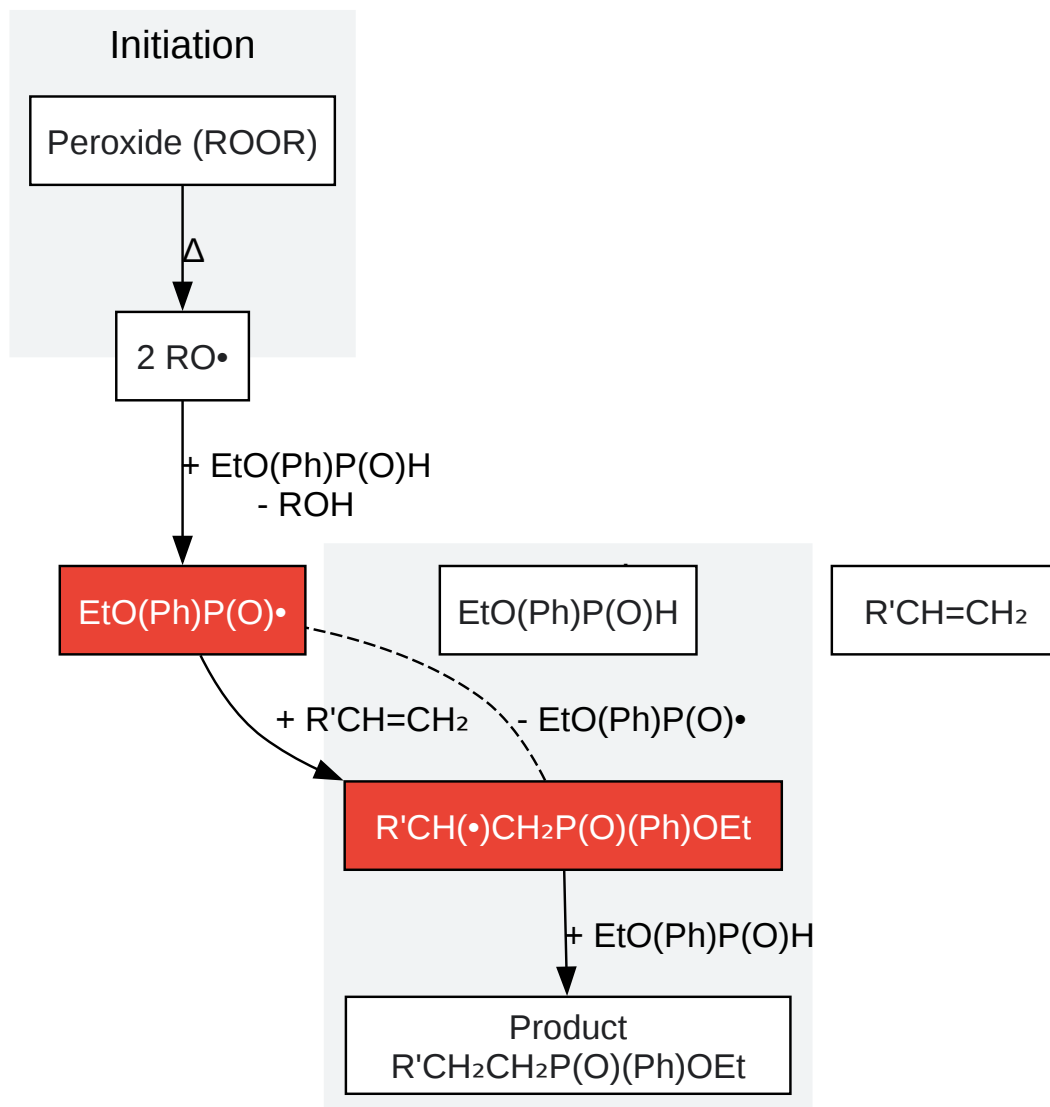 Initiation
Peroxide (ROOR)
Δ
2 RO•
+ EtO(Ph)P(O)H
- ROH
EtO(Ph)P(O)•
EtO(Ph)P(O)H
R'CH=CH₂
+ R'CH=CH₂
- EtO(Ph)P(O)•
R'CH(•)CH₂P(O)(Ph)OEt
+ EtO(Ph)P(O)H
Product
R'CH₂CH₂P(O)(Ph)OEt